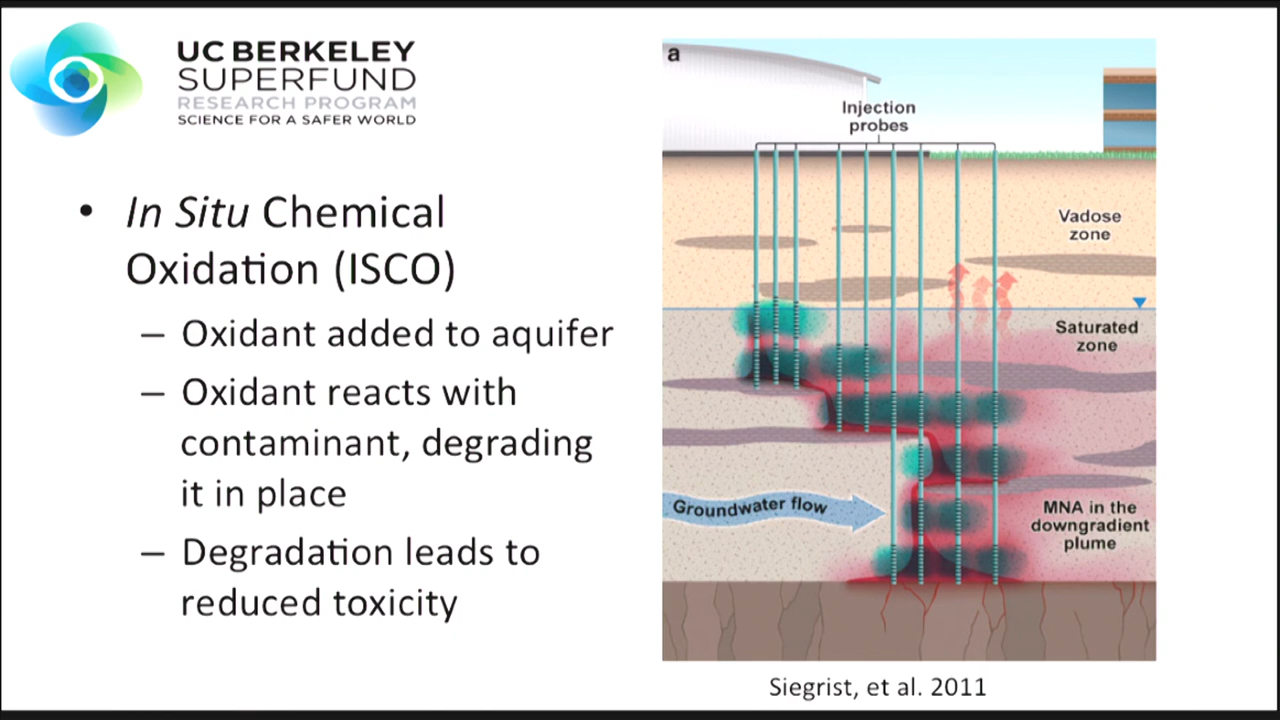 UC BERKELEY
SUPERFUND
RESEARCH PROGRAM
SCIENCE FOR A SAFER WORLD
• In Situ Chemical
Oxidation (ISCO)
– Oxidant added to aquifer
– Oxidant reacts with
contaminant, degrading
it in place
– Degradation leads to
reduced toxicity
a
Injection
probes
Vadose
zone
Saturated
zone
Groundwater flow
MNA in the
downgradient
plume
Siegrist, et al. 2011